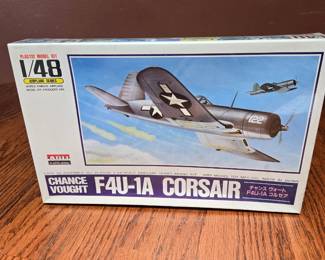 PLASTIC MODEL KIT
1/48
AIRPLANE SERIES
122
ARII
CHANCE
VOUGHT
F4U-1A CORSAIR
チャンス ヴォート
F4U-1A コルセア